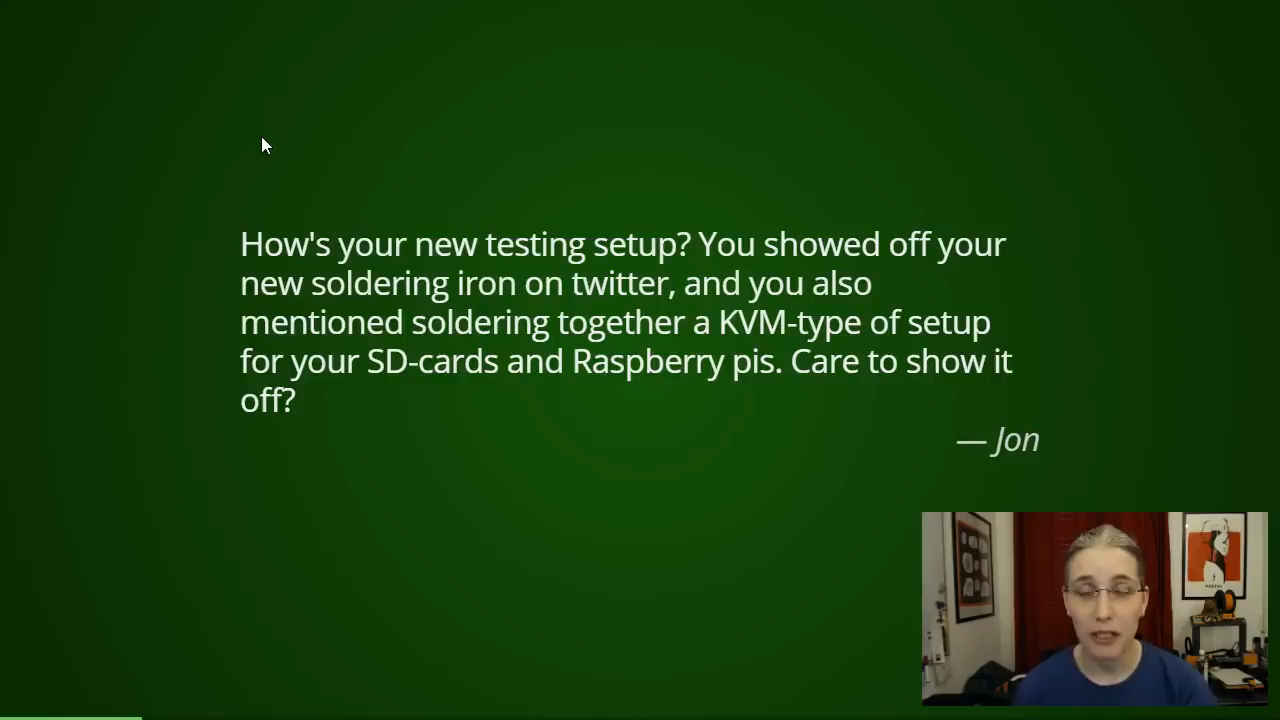 How's your new testing setup? You showed off your
new soldering iron on twitter, and you also
mentioned soldering together a KVM-type of setup
for your SD-cards and Raspberry pis. Care to show it
off?
— Jon
PORTAL